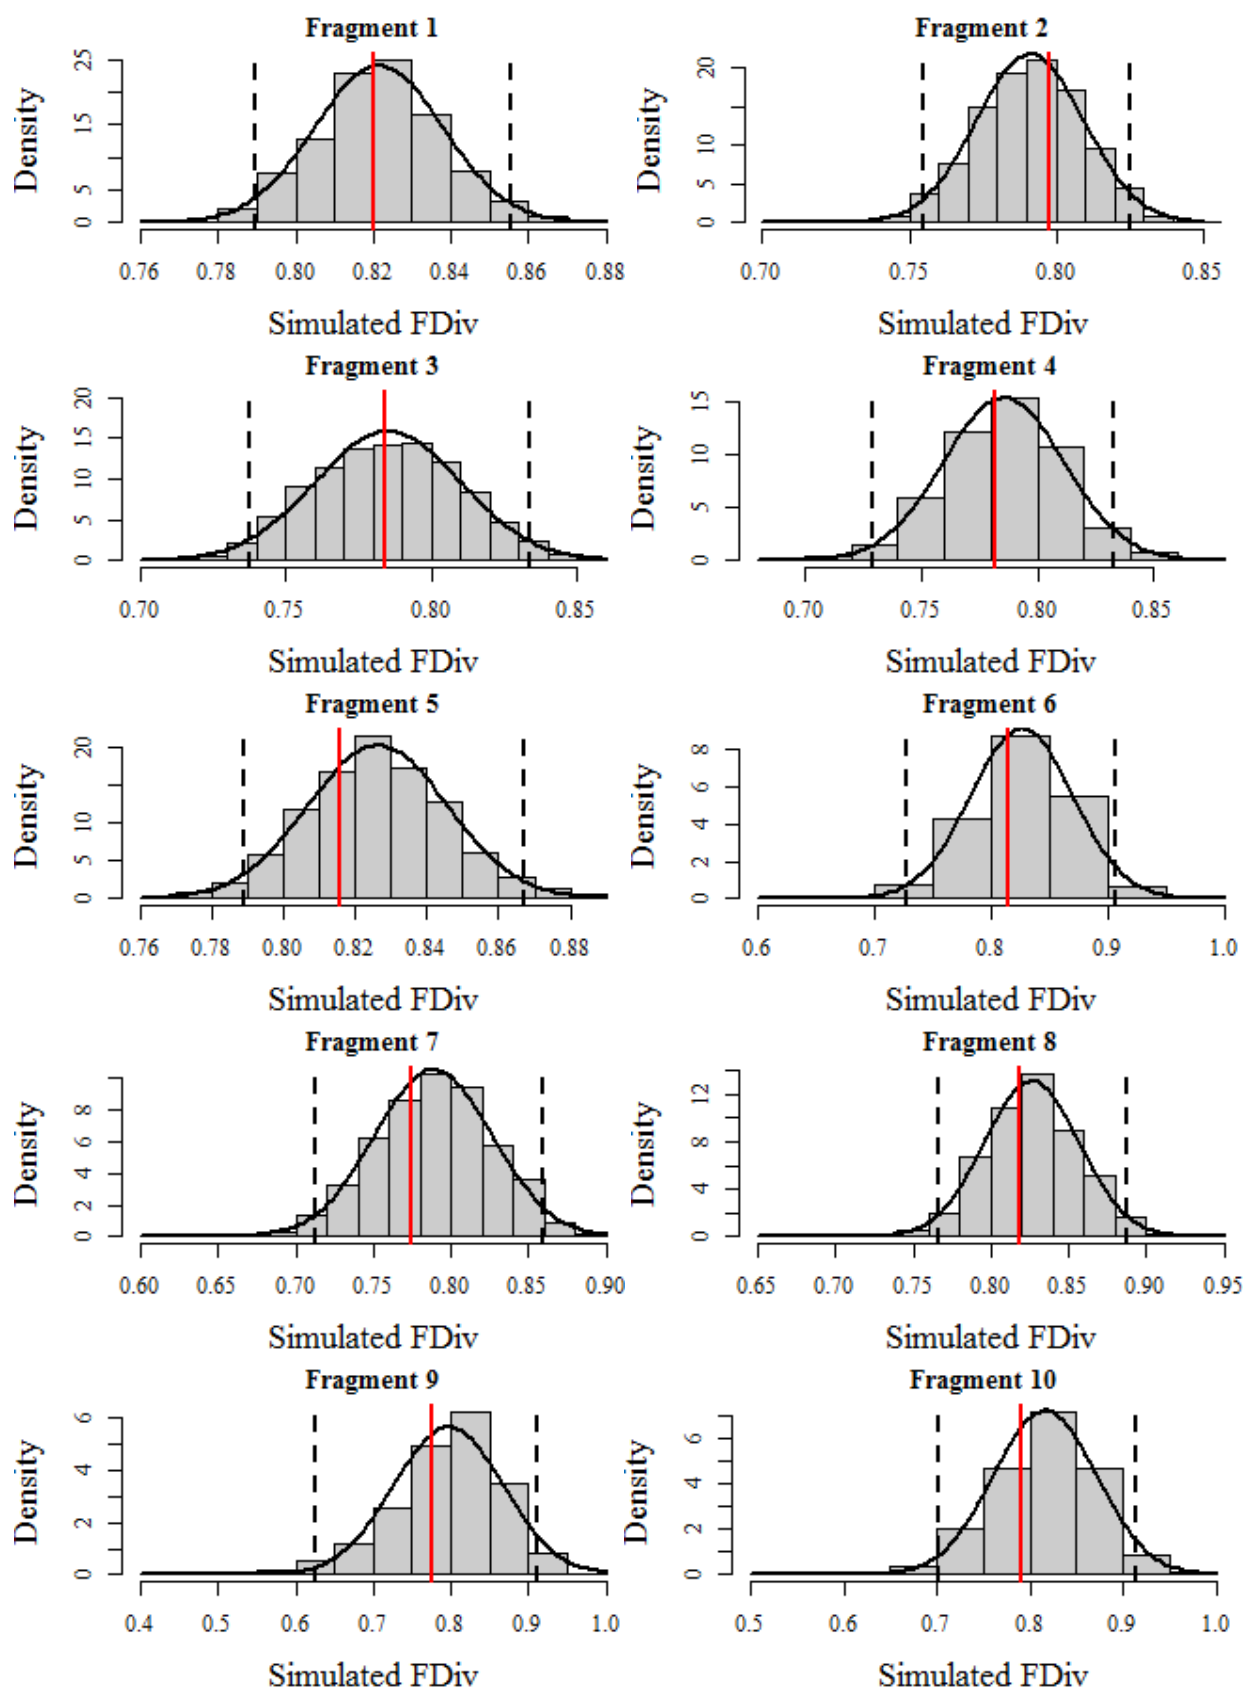 Fragment 1
Density
5 15 25
0
0.76 0.78 0.80 0.82 0.84 0.86 0.88
Simulated FDiv
Fragment 2
Density
0 5 10 20
0.70 0.75 0.80 0.85
Simulated FDiv
Fragment 3
Density
0 5 10 15 20
0.70 0.75 0.80 0.85
Simulated FDiv
Fragment 4
Density
0 5 10 15
0.70 0.75 0.80 0.85
Simulated FDiv
Fragment 5
Density
0 5 10 20
0.76 0.78 0.80 0.82 0.84 0.86 0.88
Simulated FDiv
Fragment 6
Density
0 2 4 6 8
0.6 0.7 0.8 0.9 1.0
Simulated FDiv
Fragment 7
Density
0 2 4 6 8
0.60 0.65 0.70 0.75 0.80 0.85 0.90
Simulated FDiv
Fragment 8
Density
0 4 8 12
0.65 0.70 0.75 0.80 0.85 0.90 0.95
Simulated FDiv
Fragment 9
Density
0 2 4 6
0.4 0.5 0.6 0.7 0.8 0.9 1.0
Simulated FDiv
Fragment 10
Density
0 2 4 6
0.5 0.6 0.7 0.8 0.9 1.0
Simulated FDiv